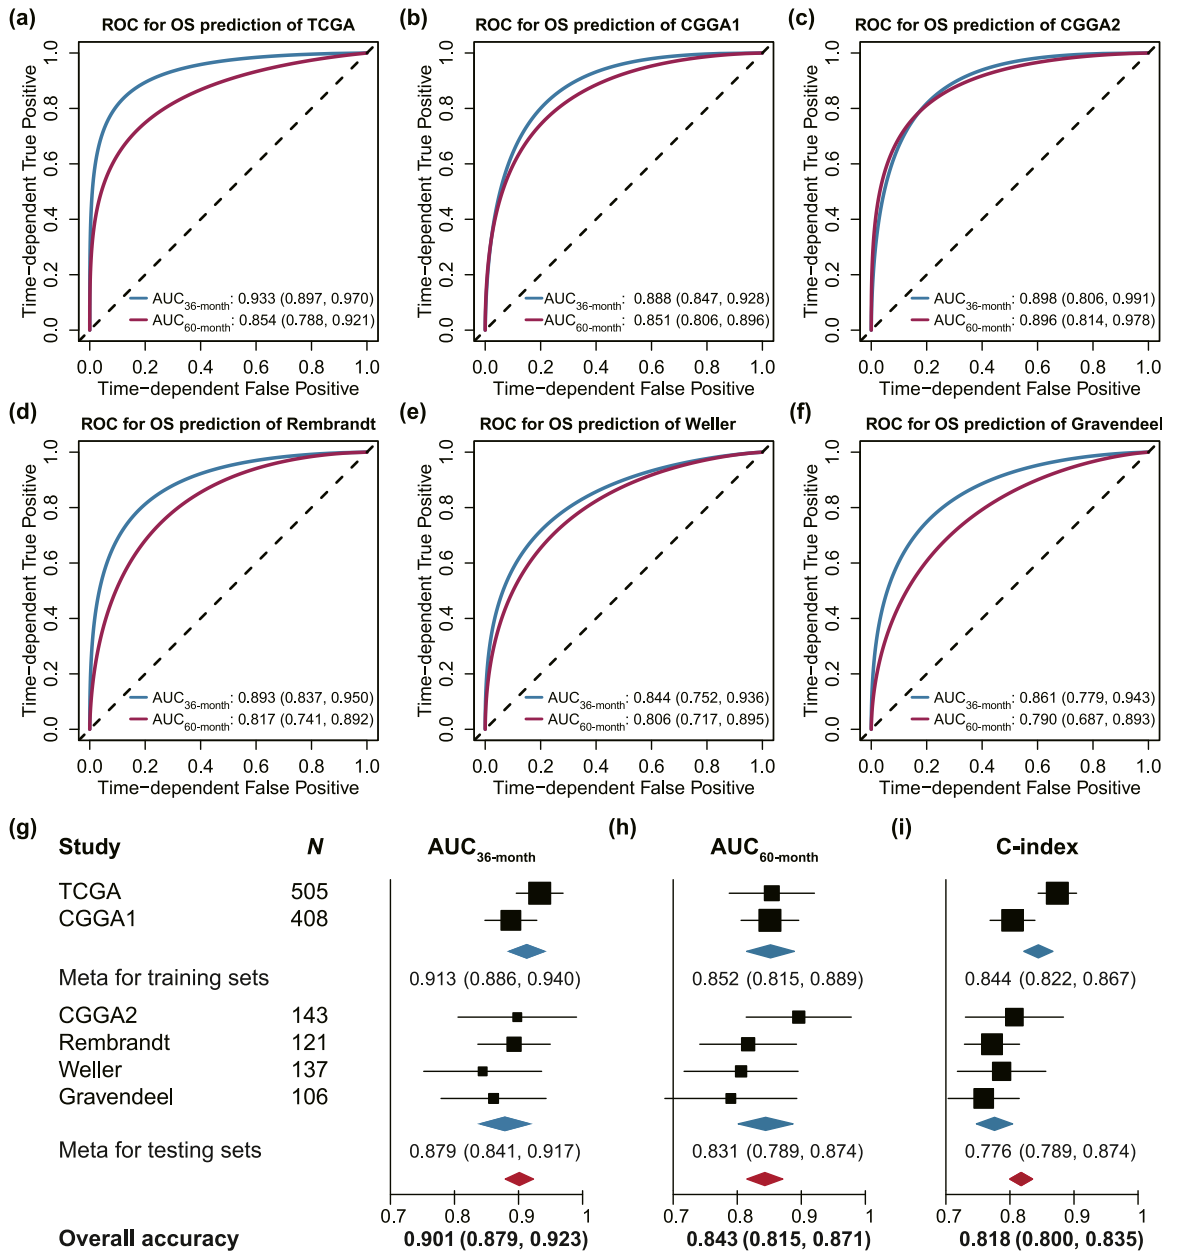 (a) ROC for OS prediction of TCGA
Time−dependent True Positive
0.0 0.2 0.4 0.6 0.8 1.0
AUC36-month: 0.933 (0.897, 0.970)
AUC60-month: 0.854 (0.788, 0.921)
0.0 0.2 0.4 0.6 0.8 1.0
Time−dependent False Positive
(b) ROC for OS prediction of CGGA1
Time−dependent True Positive
0.0 0.2 0.4 0.6 0.8 1.0
AUC36-month: 0.888 (0.847, 0.928)
AUC60-month: 0.851 (0.806, 0.896)
0.0 0.2 0.4 0.6 0.8 1.0
Time−dependent False Positive
(c) ROC for OS prediction of CGGA2
Time−dependent True Positive
0.0 0.2 0.4 0.6 0.8 1.0
AUC36-month: 0.898 (0.806, 0.991)
AUC60-month: 0.896 (0.814, 0.978)
0.0 0.2 0.4 0.6 0.8 1.0
Time−dependent False Positive
(d) ROC for OS prediction of Rembrandt
Time−dependent True Positive
0.0 0.2 0.4 0.6 0.8 1.0
AUC36-month: 0.893 (0.837, 0.950)
AUC60-month: 0.817 (0.741, 0.892)
0.0 0.2 0.4 0.6 0.8 1.0
Time−dependent False Positive
(e) ROC for OS prediction of Weller
Time−dependent True Positive
0.0 0.2 0.4 0.6 0.8 1.0
AUC36-month: 0.844 (0.752, 0.936)
AUC60-month: 0.806 (0.717, 0.895)
0.0 0.2 0.4 0.6 0.8 1.0
Time−dependent False Positive
(f) ROC for OS prediction of Gravendeel
Time−dependent True Positive
0.0 0.2 0.4 0.6 0.8 1.0
AUC36-month: 0.861 (0.779, 0.943)
AUC60-month: 0.790 (0.687, 0.893)
0.0 0.2 0.4 0.6 0.8 1.0
Time−dependent False Positive
(g) (h) (i)
Study N AUC36-month AUC60-month C-index
TCGA 505
CGGA1 408
Meta for training sets 0.913 (0.886, 0.940) 0.852 (0.815, 0.889) 0.844 (0.822, 0.867)
CGGA2 143
Rembrandt 121
Weller 137
Gravendeel 106
Meta for testing sets 0.879 (0.841, 0.917) 0.831 (0.789, 0.874) 0.776 (0.789, 0.874)
0.7 0.8 0.9 1 0.7 0.8 0.9 1 0.7 0.8 0.9 1
Overall accuracy 0.901 (0.879, 0.923) 0.843 (0.815, 0.871) 0.818 (0.800, 0.835)